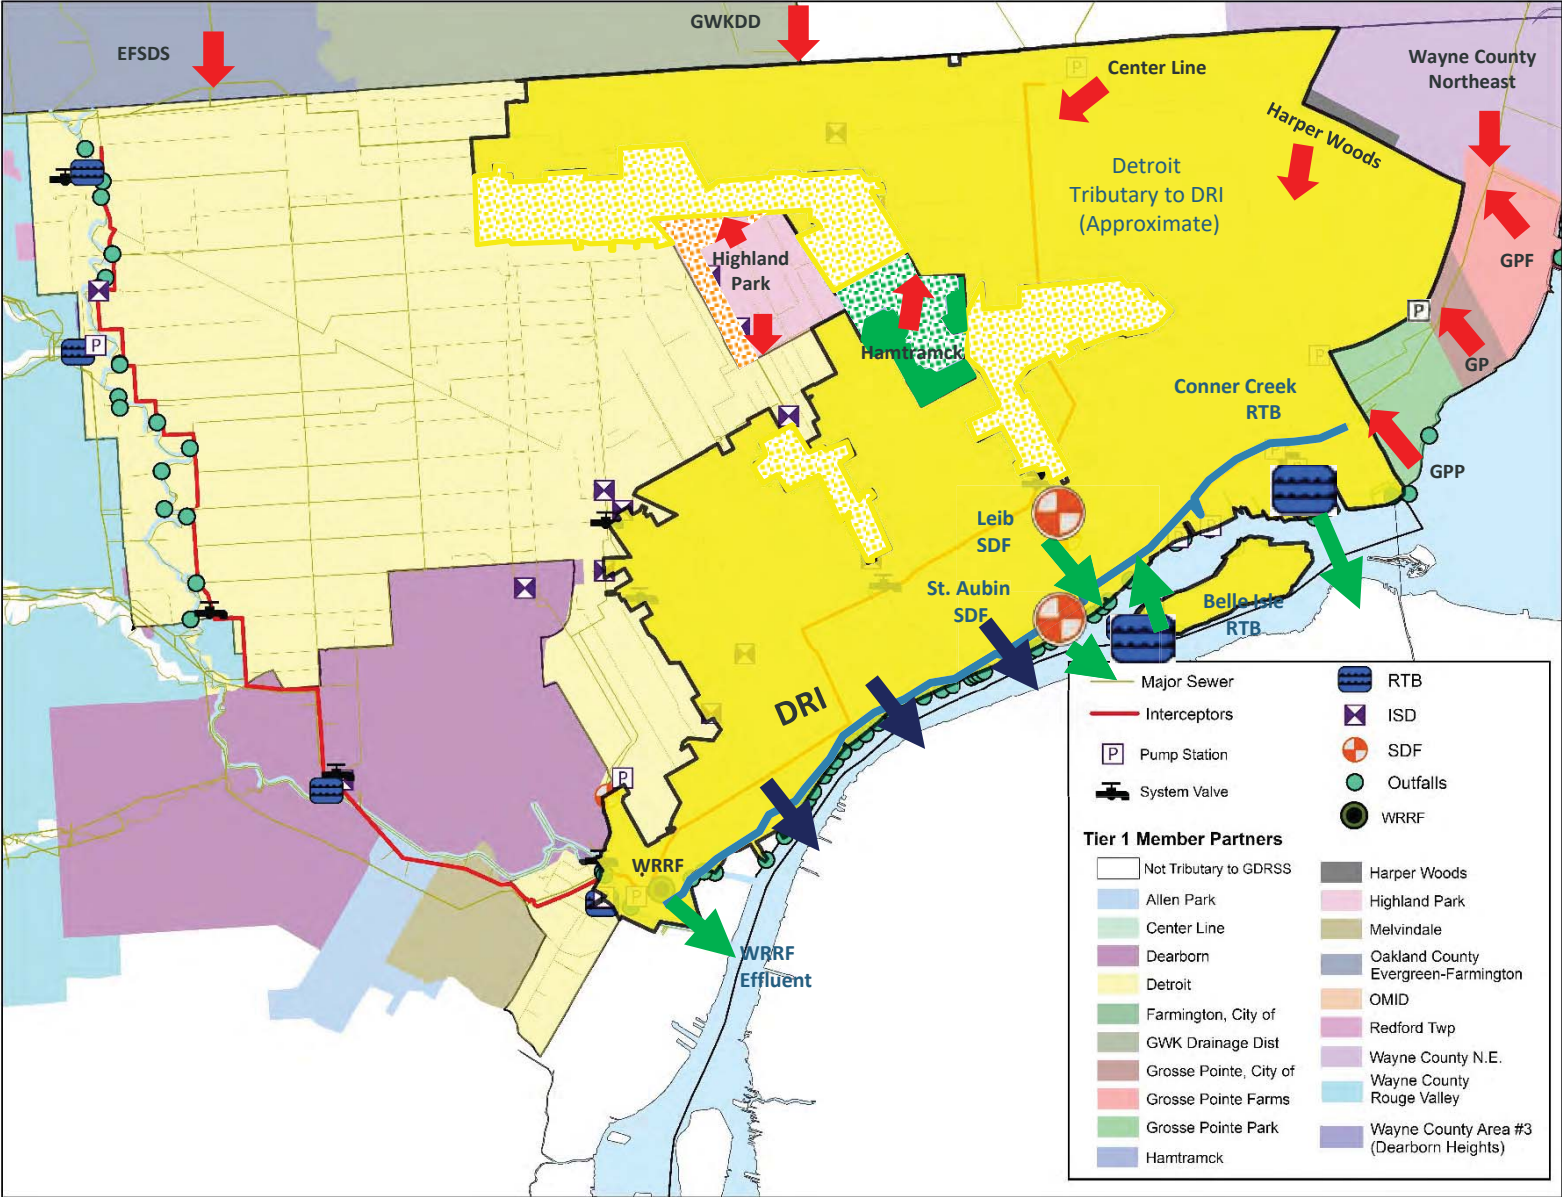 EFSDS
GWKDD
Center Line
Wayne County
Northeast
Harper Woods
Detroit
Tributary to DRI
(Approximate)
Highland
Park
GPF
Hamtramck
GP
Conner Creek
RTB
GPP
Leib
SDF
St. Aubin
SDF
Belle Isle
RTB
DRI
WRRF
WRRF
Effluent
P
P
P
P
P
P
Major Sewer
Interceptors
P
Pump Station
System Valve
RTB
ISD
SDF
Outfalls
WRRF
Tier 1 Member Partners
Not Tributary to GDRSS
Allen Park
Center Line
Dearborn
Detroit
Farmington, City of
GWK Drainage Dist
Grosse Pointe, City of
Grosse Pointe Farms
Grosse Pointe Park
Hamtramck
Harper Woods
Highland Park
Melvindale
Oakland County
Evergreen-Farmington
OMID
Redford Twp
Wayne County N.E.
Wayne County
Rouge Valley
Wayne County Area #3
(Dearborn Heights)